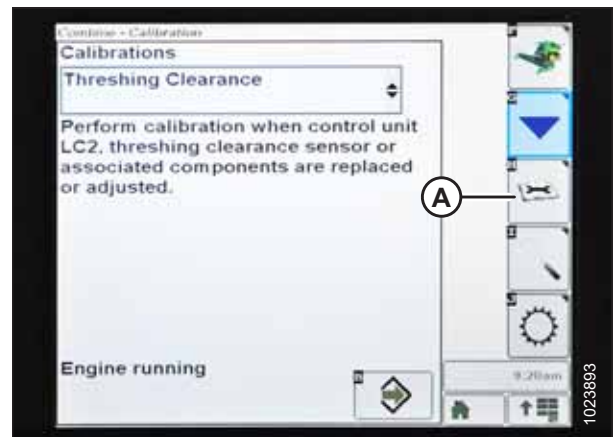 Combine - Calibration
Calibrations
Threshing Clearance
Perform calibration when control unit
LC2, threshing clearance sensor or
associated components are replaced
or adjusted.
A
Engine running
9:20am
1023893